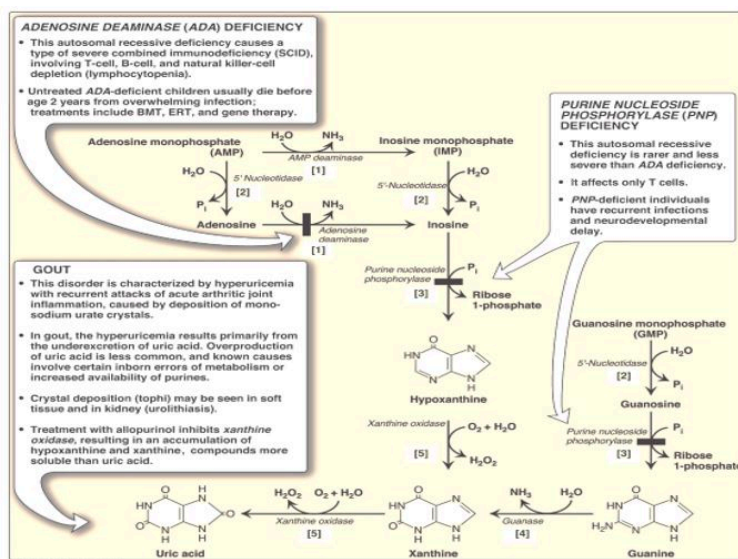 ADENOSINE DEAMINASE (ADA) DEFICIENCY
• This autosomal recessive deficiency causes a
type of severe combined immunodeficiency (SCID),
involving T-cell, B-cell, and natural killer-cell
depletion (lymphocytopenia).
• Untreated ADA-deficient children usually die before
age 2 years from overwhelming infection;
treatments include BMT, ERT, and gene therapy.
PURINE NUCLEOSIDE
PHOSPHORYLASE (PNP)
DEFICIENCY
• This autosomal recessive
deficiency is rarer and less
severe than ADA deficiency.
• It affects only T cells.
• PNP-deficient individuals
have recurrent infections
and neurodevelopmental
delay.
Adenosine monophosphate
(AMP)
H2O
NH3
AMP deaminase
[1]
Inosine monophosphate
(IMP)
H2O
5' Nucleotidase
[2]
Pi
5'-Nucleotidase
[2]
H2O
Pi
Adenosine
H2O
NH3
Adenosine
deaminase
[1]
Inosine
Purine nucleoside
phosphorylase
[3]
Pi
Ribose
1-phosphate
GOUT
• This disorder is characterized by hyperuricemia
with recurrent attacks of acute arthritic joint
inflammation, caused by deposition of mono-
sodium urate crystals.
• In gout, the hyperuricemia results primarily from
the underexcretion of uric acid. Overproduction
of uric acid is less common, and known causes
involve certain inborn errors of metabolism or
increased availability of purines.
• Crystal deposition (tophi) may be seen in soft
tissue and in kidney (urolithiasis).
• Treatment with allopurinol inhibits xanthine
oxidase, resulting in an accumulation of
hypoxanthine and xanthine, compounds more
soluble than uric acid.
Guanosine monophosphate
(GMP)
5'-Nucleotidase
[2]
H2O
Pi
Guanosine
Purine nucleoside
phosphorylase
[3]
Pi
Ribose
1-phosphate
O
HN
N
N
N
H
Hypoxanthine
Xanthine oxidase
[5]
O2 + H2O
H2O2
H2O2
O2 + H2O
Xanthine oxidase
[5]
NH3
H2O
Guanase
[4]
O
HN
O
N
H
H
N
O
N
H
Uric acid
O
HN
O
N
H
N
N
H
Xanthine
O
HN
H2N
N
N
N
H
Guanine